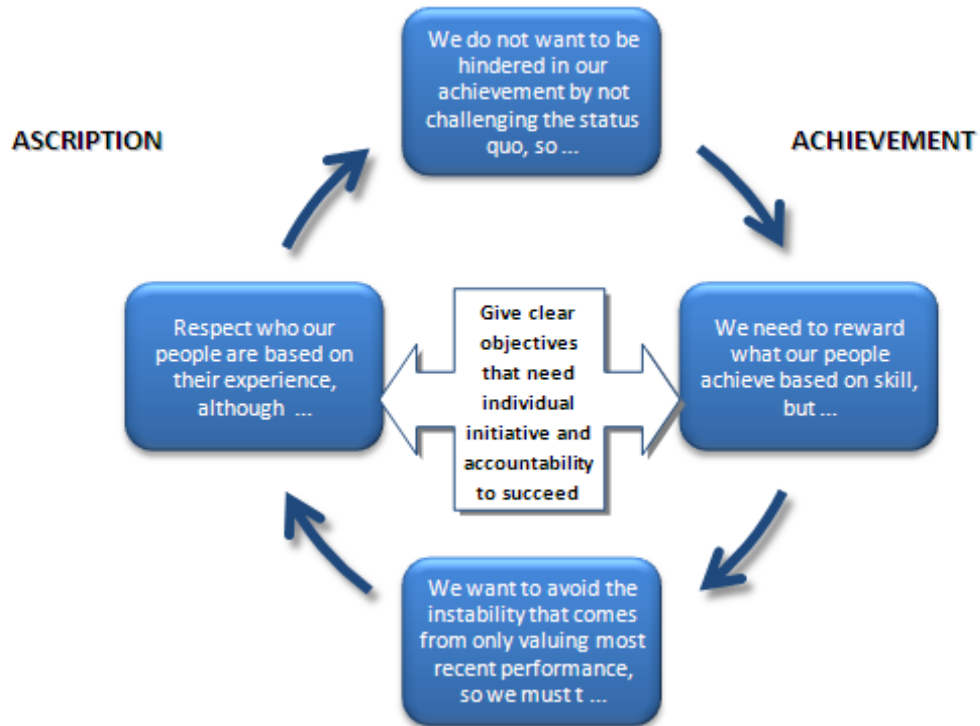 We do not want to be
hindered in our
achievement by not
challenging the status
quo, so ...
ASCRIPTION
ACHIEVEMENT
Respect who our
people are based on
their experience,
although ...
Give clear
objectives
that need
individual
initiative and
accountability
to succeed
We need to reward
what our people
achieve based on skill,
but ...
We want to avoid the
instability that comes
from only valuing most
recent performance,
so we must t ...